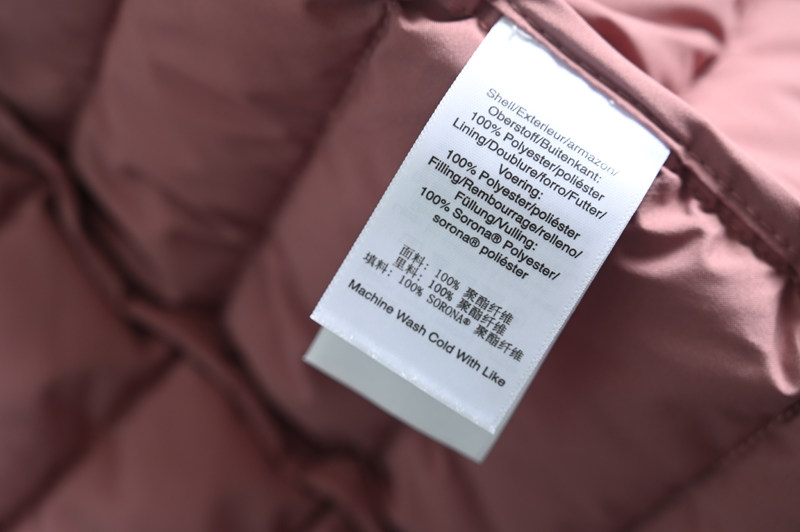 Shell/Exterieur/armazon/
Oberstoff/Buitenkant:
100% Polyester/poliéster
Lining/Doublure/forro/Futter/
Voering:
100% Polyester/poliéster
Filling/Rembourrage/relleno/
Füllung/Vulling:
100% Sorona® Polyester/
sorona® poliéster
面料: 100% 聚酯纤维
里料: 100% 聚酯纤维
填料: 100% SORONA® 聚酯纤维
Machine Wash Cold With Like